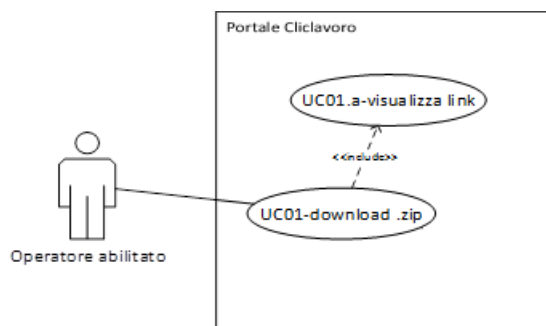 Portale Cliclavoro
UC01.a-visualizza link
<<include>>
UC01-download .zip
Operatore abilitato